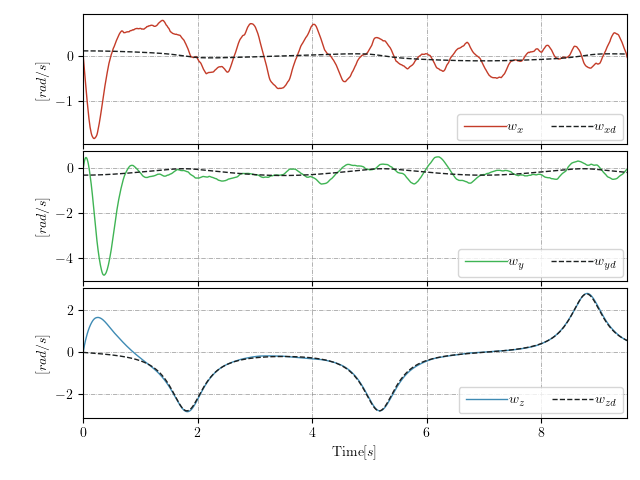 0
−1
[rad/s]
w_x w_xd
0
−2
−4
[rad/s]
w_y w_yd
2
0
−2
[rad/s]
w_z w_zd
0 2 4 6 8
Time[s]